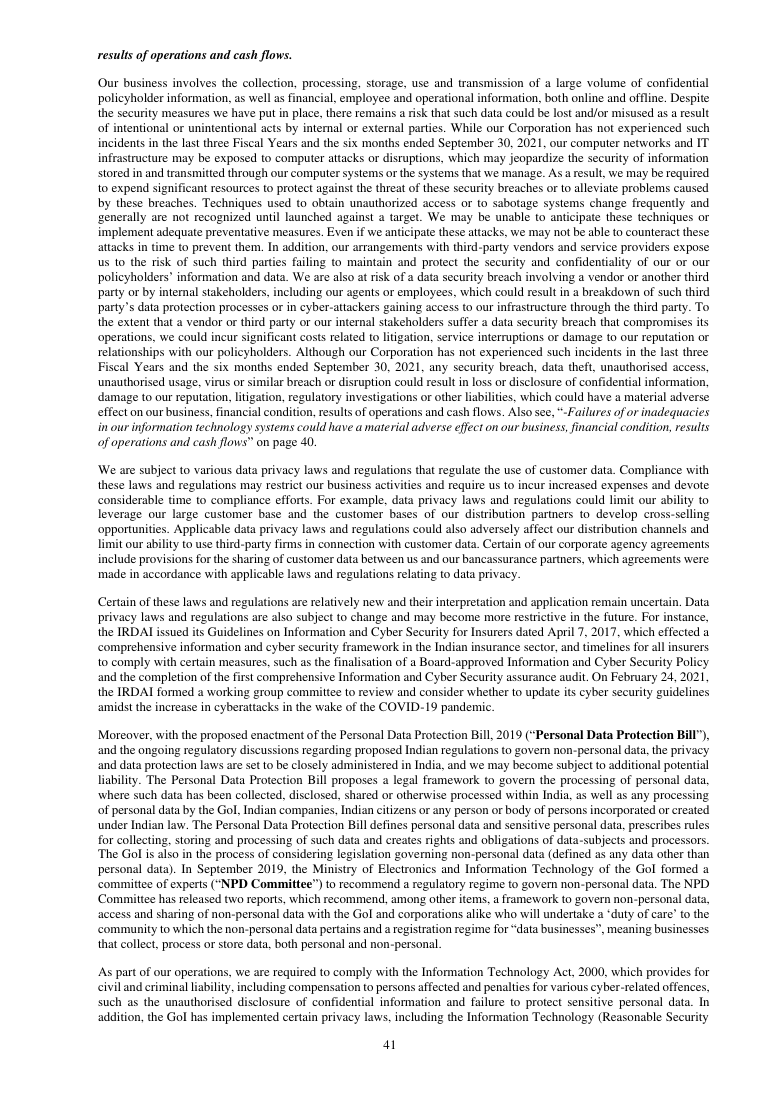 results of operations and cash flows.
Our business involves the collection, processing, storage, use and transmission of a large volume of confidential
policyholder information, as well as financial, employee and operational information, both online and offline. Despite
the security measures we have put in place, there remains a risk that such data could be lost and/or misused as a result
of intentional or unintentional acts by internal or external parties. While our Corporation has not experienced such
incidents in the last three Fiscal Years and the six months ended September 30, 2021, our computer networks and IT
infrastructure may be exposed to computer attacks or disruptions, which may jeopardize the security of information
stored in and transmitted through our computer systems or the systems that we manage. As a result, we may be required
to expend significant resources to protect against the threat of these security breaches or to alleviate problems caused
by these breaches. Techniques used to obtain unauthorized access or to sabotage systems change frequently and
generally are not recognized until launched against a target. We may be unable to anticipate these techniques or
implement adequate preventative measures. Even if we anticipate these attacks, we may not be able to counteract these
attacks in time to prevent them. In addition, our arrangements with third-party vendors and service providers expose
us to the risk of such third parties failing to maintain and protect the security and confidentiality of our or our
policyholders’ information and data. We are also at risk of a data security breach involving a vendor or another third
party or by internal stakeholders, including our agents or employees, which could result in a breakdown of such third
party’s data protection processes or in cyber-attackers gaining access to our infrastructure through the third party. To
the extent that a vendor or third party or our internal stakeholders suffer a data security breach that compromises its
operations, we could incur significant costs related to litigation, service interruptions or damage to our reputation or
relationships with our policyholders. Although our Corporation has not experienced such incidents in the last three
Fiscal Years and the six months ended September 30, 2021, any security breach, data theft, unauthorised access,
unauthorised usage, virus or similar breach or disruption could result in loss or disclosure of confidential information,
damage to our reputation, litigation, regulatory investigations or other liabilities, which could have a material adverse
effect on our business, financial condition, results of operations and cash flows. Also see, “-Failures of or inadequacies
in our information technology systems could have a material adverse effect on our business, financial condition, results
of operations and cash flows” on page 40.
We are subject to various data privacy laws and regulations that regulate the use of customer data. Compliance with
these laws and regulations may restrict our business activities and require us to incur increased expenses and devote
considerable time to compliance efforts. For example, data privacy laws and regulations could limit our ability to
leverage our large customer base and the customer bases of our distribution partners to develop cross-selling
opportunities. Applicable data privacy laws and regulations could also adversely affect our distribution channels and
limit our ability to use third-party firms in connection with customer data. Certain of our corporate agency agreements
include provisions for the sharing of customer data between us and our bancassurance partners, which agreements were
made in accordance with applicable laws and regulations relating to data privacy.
Certain of these laws and regulations are relatively new and their interpretation and application remain uncertain. Data
privacy laws and regulations are also subject to change and may become more restrictive in the future. For instance,
the IRDAI issued its Guidelines on Information and Cyber Security for Insurers dated April 7, 2017, which effected a
comprehensive information and cyber security framework in the Indian insurance sector, and timelines for all insurers
to comply with certain measures, such as the finalisation of a Board-approved Information and Cyber Security Policy
and the completion of the first comprehensive Information and Cyber Security assurance audit. On February 24, 2021,
the IRDAI formed a working group committee to review and consider whether to update its cyber security guidelines
amidst the increase in cyberattacks in the wake of the COVID-19 pandemic.
Moreover, with the proposed enactment of the Personal Data Protection Bill, 2019 (“Personal Data Protection Bill”),
and the ongoing regulatory discussions regarding proposed Indian regulations to govern non-personal data, the privacy
and data protection laws are set to be closely administered in India, and we may become subject to additional potential
liability. The Personal Data Protection Bill proposes a legal framework to govern the processing of personal data,
where such data has been collected, disclosed, shared or otherwise processed within India, as well as any processing
of personal data by the GoI, Indian companies, Indian citizens or any person or body of persons incorporated or created
under Indian law. The Personal Data Protection Bill defines personal data and sensitive personal data, prescribes rules
for collecting, storing and processing of such data and creates rights and obligations of data-subjects and processors.
The GoI is also in the process of considering legislation governing non-personal data (defined as any data other than
personal data). In September 2019, the Ministry of Electronics and Information Technology of the GoI formed a
committee of experts (“NPD Committee”) to recommend a regulatory regime to govern non-personal data. The NPD
Committee has released two reports, which recommend, among other items, a framework to govern non-personal data,
access and sharing of non-personal data with the GoI and corporations alike who will undertake a ‘duty of care’ to the
community to which the non-personal data pertains and a registration regime for “data businesses”, meaning businesses
that collect, process or store data, both personal and non-personal.
As part of our operations, we are required to comply with the Information Technology Act, 2000, which provides for
civil and criminal liability, including compensation to persons affected and penalties for various cyber-related offences,
such as the unauthorised disclosure of confidential information and failure to protect sensitive personal data. In
addition, the GoI has implemented certain privacy laws, including the Information Technology (Reasonable Security
41